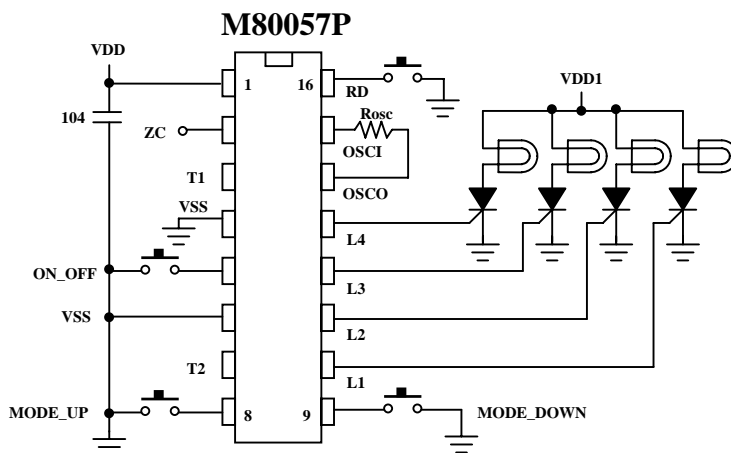 M80057P
VDD
VDD1
1
16
RD
104
Rosc
ZC
OSCI
T1
OSCO
VSS
L4
ON_OFF
L3
VSS
L2
T2
L1
MODE_UP
8
9
MODE_DOWN